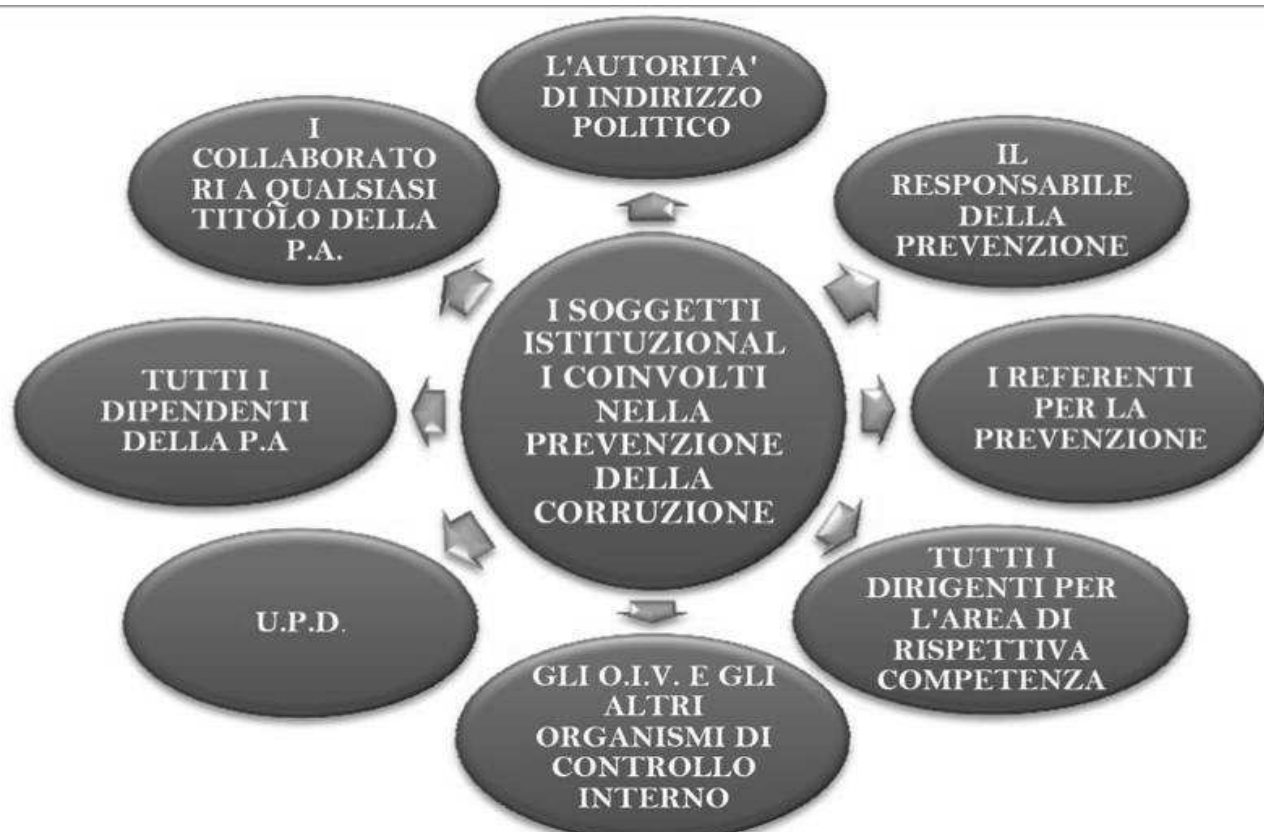 L'AUTORITA'
DI INDIRIZZO
POLITICO
IL
RESPONSABILE
DELLA
PREVENZIONE
I REFERENTI
PER LA
PREVENZIONE
TUTTI I
DIRIGENTI PER
L'AREA DI
RISPETTIVA
COMPETENZA
GLI O.I.V. E GLI
ALTRI
ORGANISMI DI
CONTROLLO
INTERNO
U.P.D.
TUTTI I
DIPENDENTI
DELLA P.A
I
COLLABORATO
RI A QUALSIASI
TITOLO DELLA
P.A.
I SOGGETTI
ISTITUZIONAL
I COINVOLTI
NELLA
PREVENZIONE
DELLA
CORRUZIONE